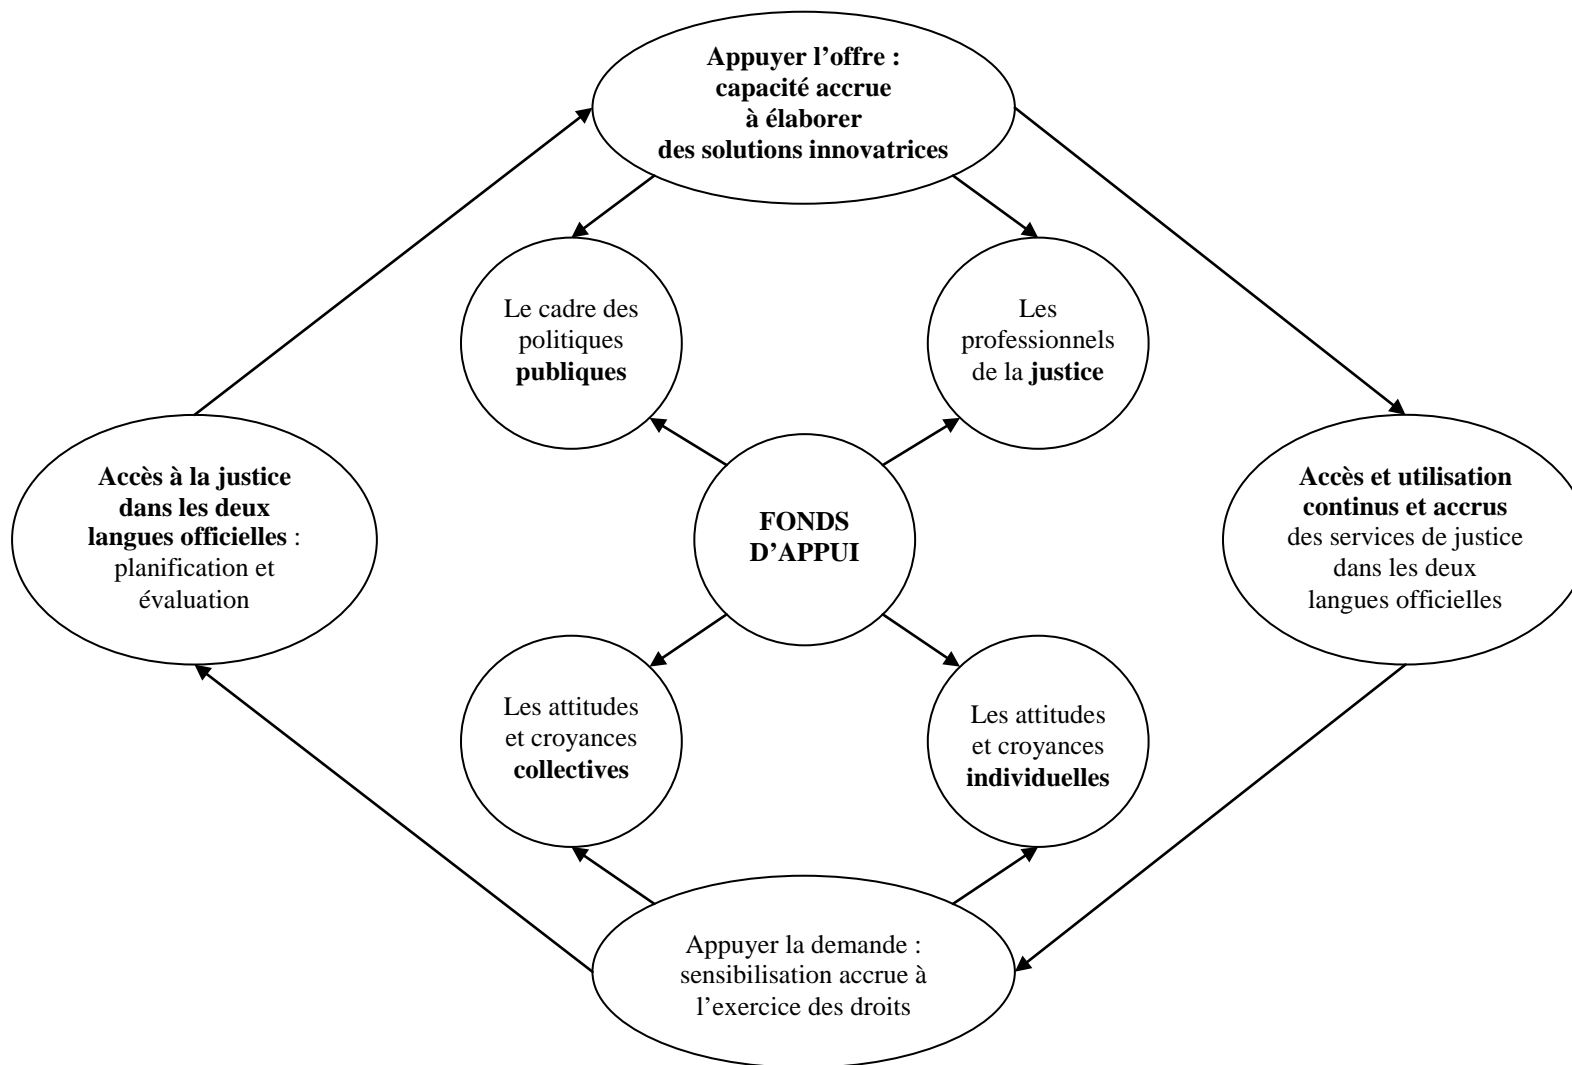 Appuyer l’offre :
capacité accrue
à élaborer
des solutions innovatrices
Le cadre des
politiques
publiques
Les
professionnels
de la justice
Accès à la justice
dans les deux
langues officielles :
planification et
évaluation
FONDS
D’APPUI
Accès et utilisation
continus et accrus
des services de justice
dans les deux
langues officielles
Les attitudes
et croyances
collectives
Les attitudes
et croyances
individuelles
Appuyer la demande :
sensibilisation accrue à
l’exercice des droits